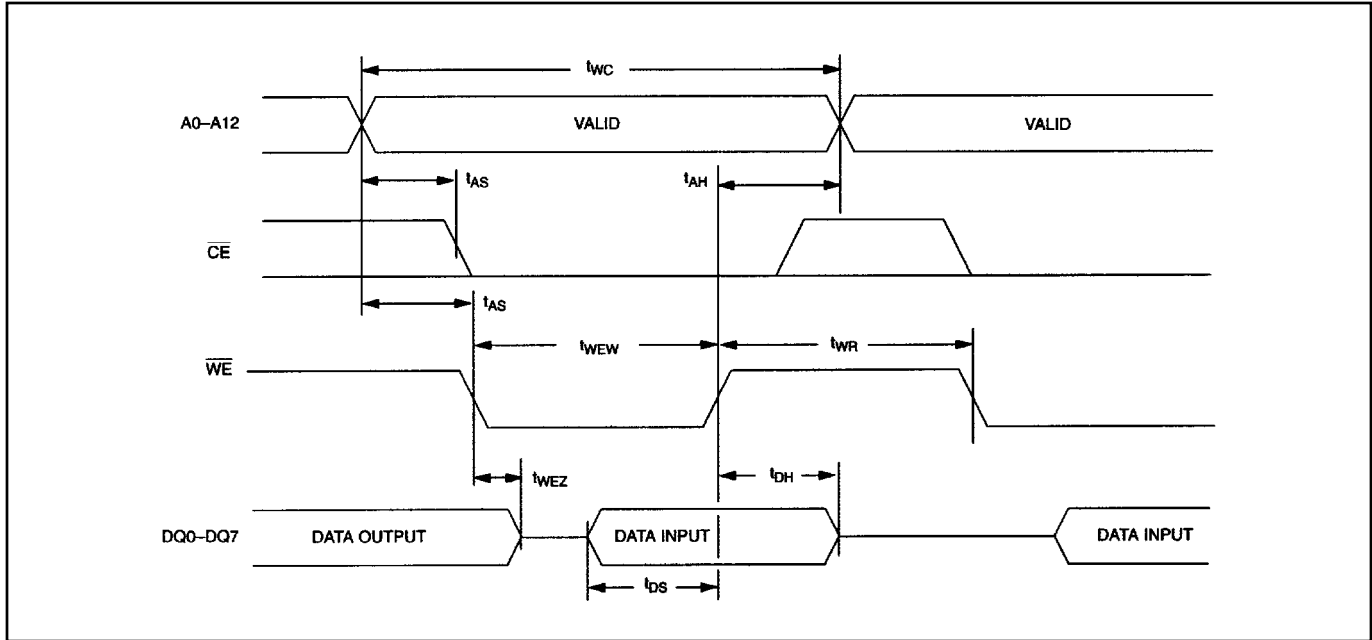 tWC
A0–A12 VALID VALID
tAS tAH
CE
tAS
tWEW tWR
WE
tWEZ tDH
DQ0–DQ7 DATA OUTPUT DATA INPUT DATA INPUT
tDS